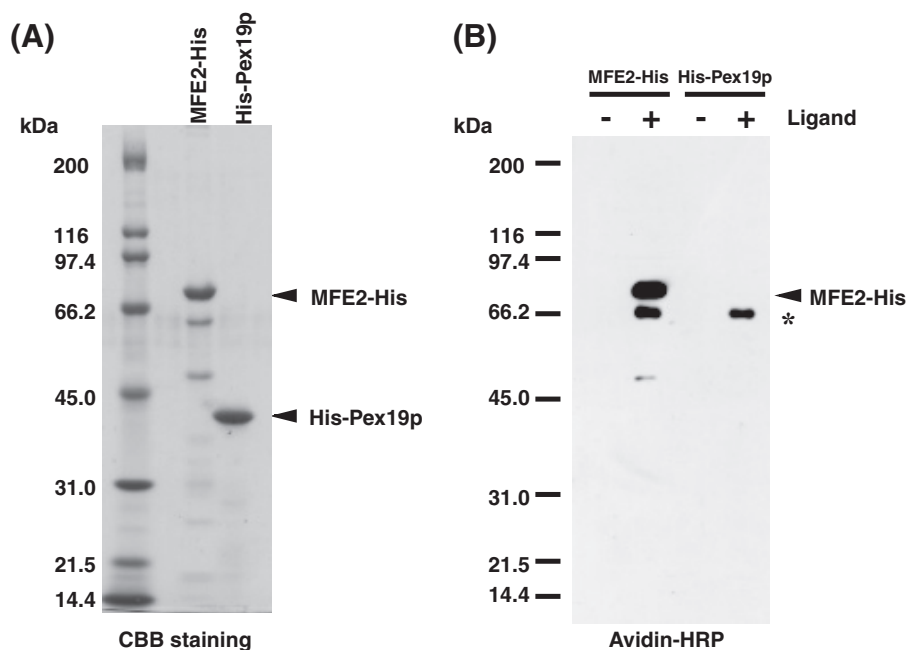 (A)
MFE2-His
His-Pex19p
kDa
200
116
97.4
66.2
45.0
31.0
21.5
14.4
MFE2-His
His-Pex19p
CBB staining
(B)
MFE2-His His-Pex19p
- + - + Ligand
kDa
200
116
97.4
66.2
45.0
31.0
21.5
14.4
MFE2-His
*
Avidin-HRP